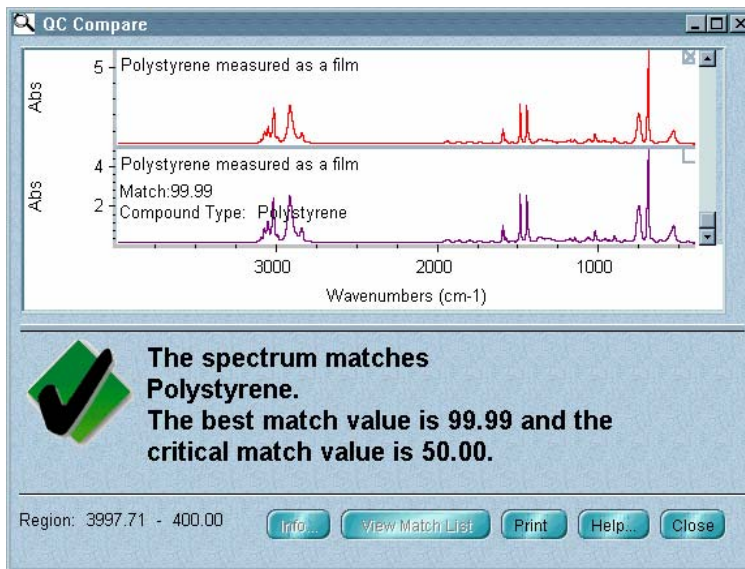 QC Compare
Abs
5
Polystyrene measured as a film
Abs
4
2
Polystyrene measured as a film
Match:99.99
Compound Type: Polystyrene
3000
2000
1000
Wavenumbers (cm-1)
The spectrum matches
Polystyrene.
The best match value is 99.99 and the
critical match value is 50.00.
Region: 3997.71 - 400.00
Info...
View Match List
Print
Help...
Close